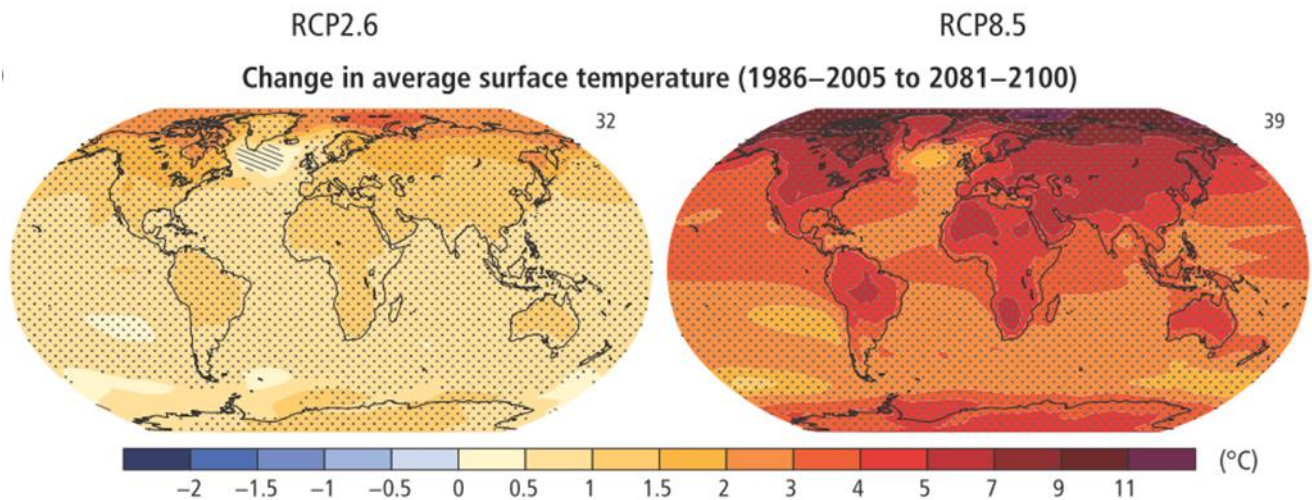 RCP2.6 RCP8.5
Change in average surface temperature (1986–2005 to 2081–2100)
32 39
−2 −1.5 −1 −0.5 0 0.5 1 1.5 2 3 4 5 7 9 11 (°C)